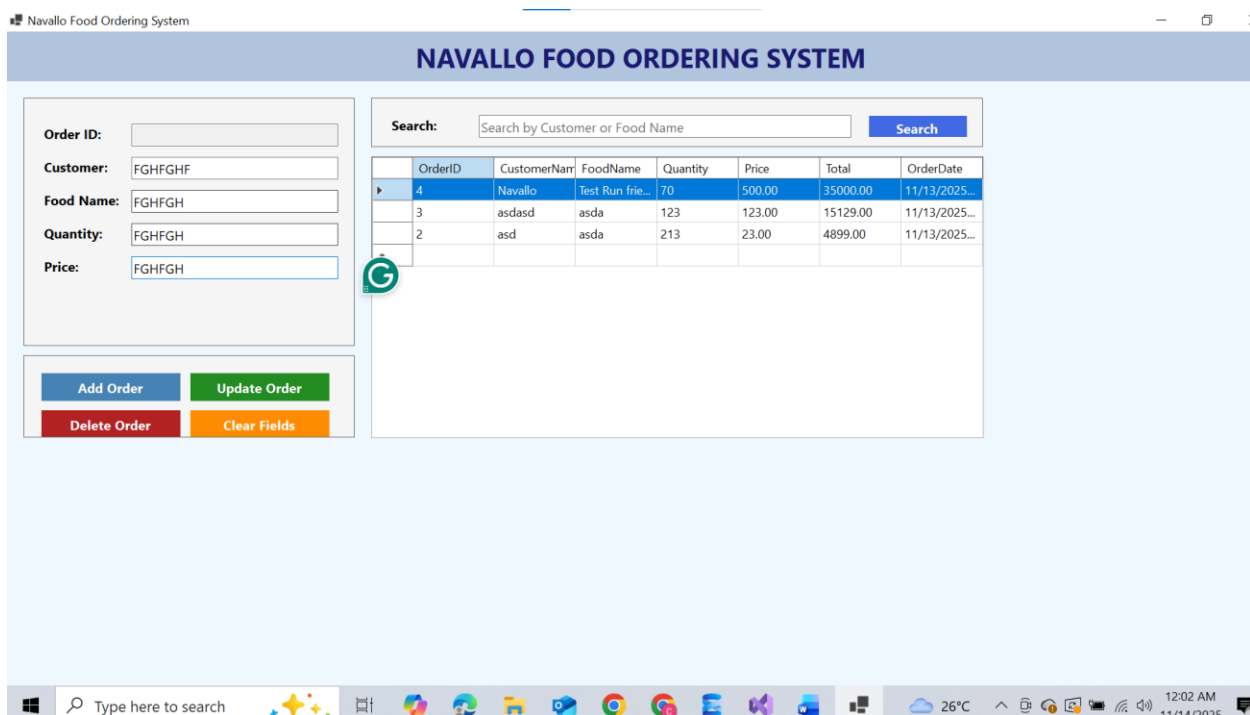 Navallo Food Ordering System
NAVALLO FOOD ORDERING SYSTEM
Order ID:
Customer: FGHFGHF
Food Name: FGHFGH
Quantity: FGHFGH
Price: FGHFGH
Add Order Update Order
Delete Order Clear Fields
Search: Search by Customer or Food Name Search
OrderID CustomerNam FoodName Quantity Price Total OrderDate
4 Navallo Test Run frie... 70 500.00 35000.00 11/13/2025...
3 asdasd asda 123 123.00 15129.00 11/13/2025...
2 asd asda 213 23.00 4899.00 11/13/2025...
Type here to search 26°C 12:02 AM
11/14/2025